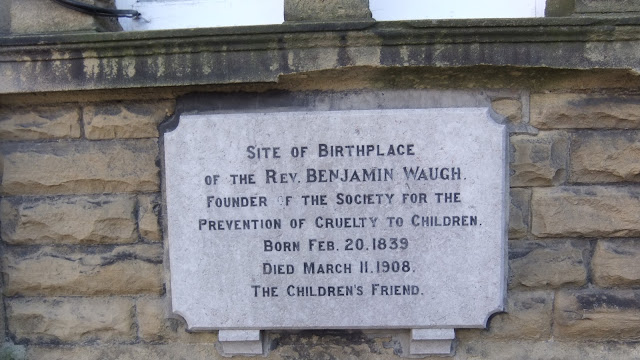 Site of Birthplace
of the Rev. BENJAMIN WAUGH.
Founder of the Society for the
Prevention of Cruelty to Children.
Born Feb. 20. 1839
Died March 11. 1908.
The Children's Friend.